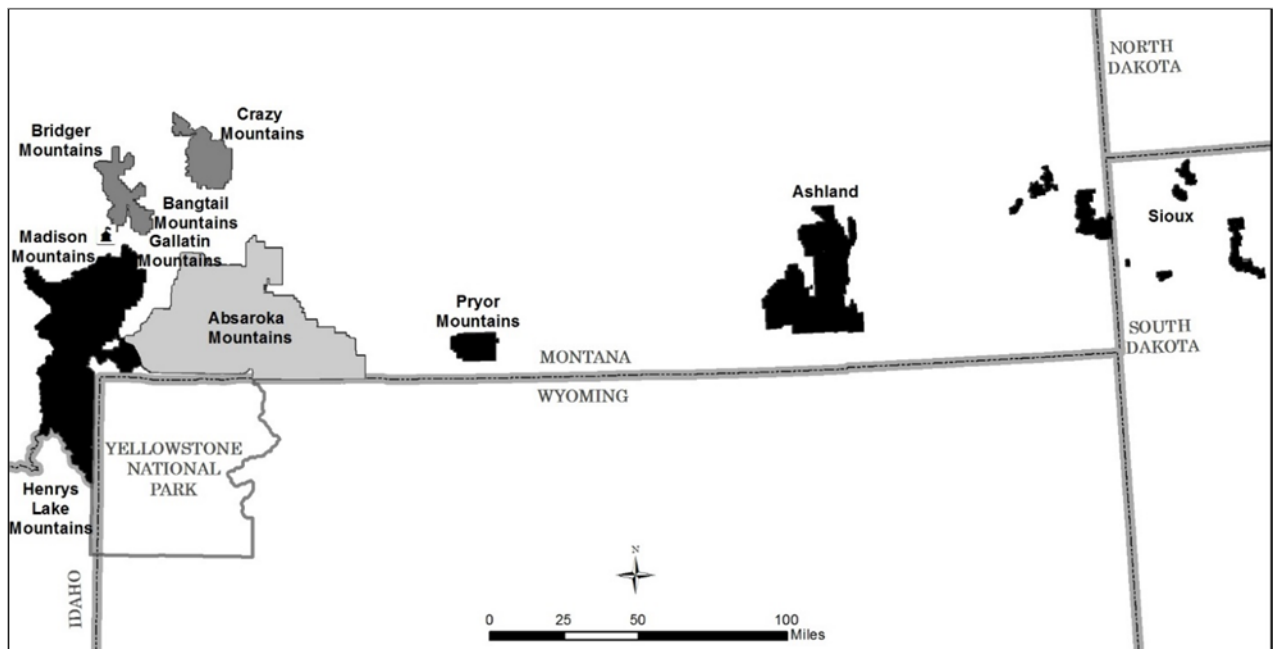 NORTH
DAKOTA
Crazy
Mountains
Bridger
Mountains
Ashland
Bangtail
Mountains
Sioux
Madison
Mountains
Gallatin
Mountains
Absaroka
Mountains
Pryor
Mountains
SOUTH
DAKOTA
MONTANA
WYOMING
YELLOWSTONE
NATIONAL
PARK
Henrys
Lake
Mountains
IDAHO
N
0 25 50 100
Miles